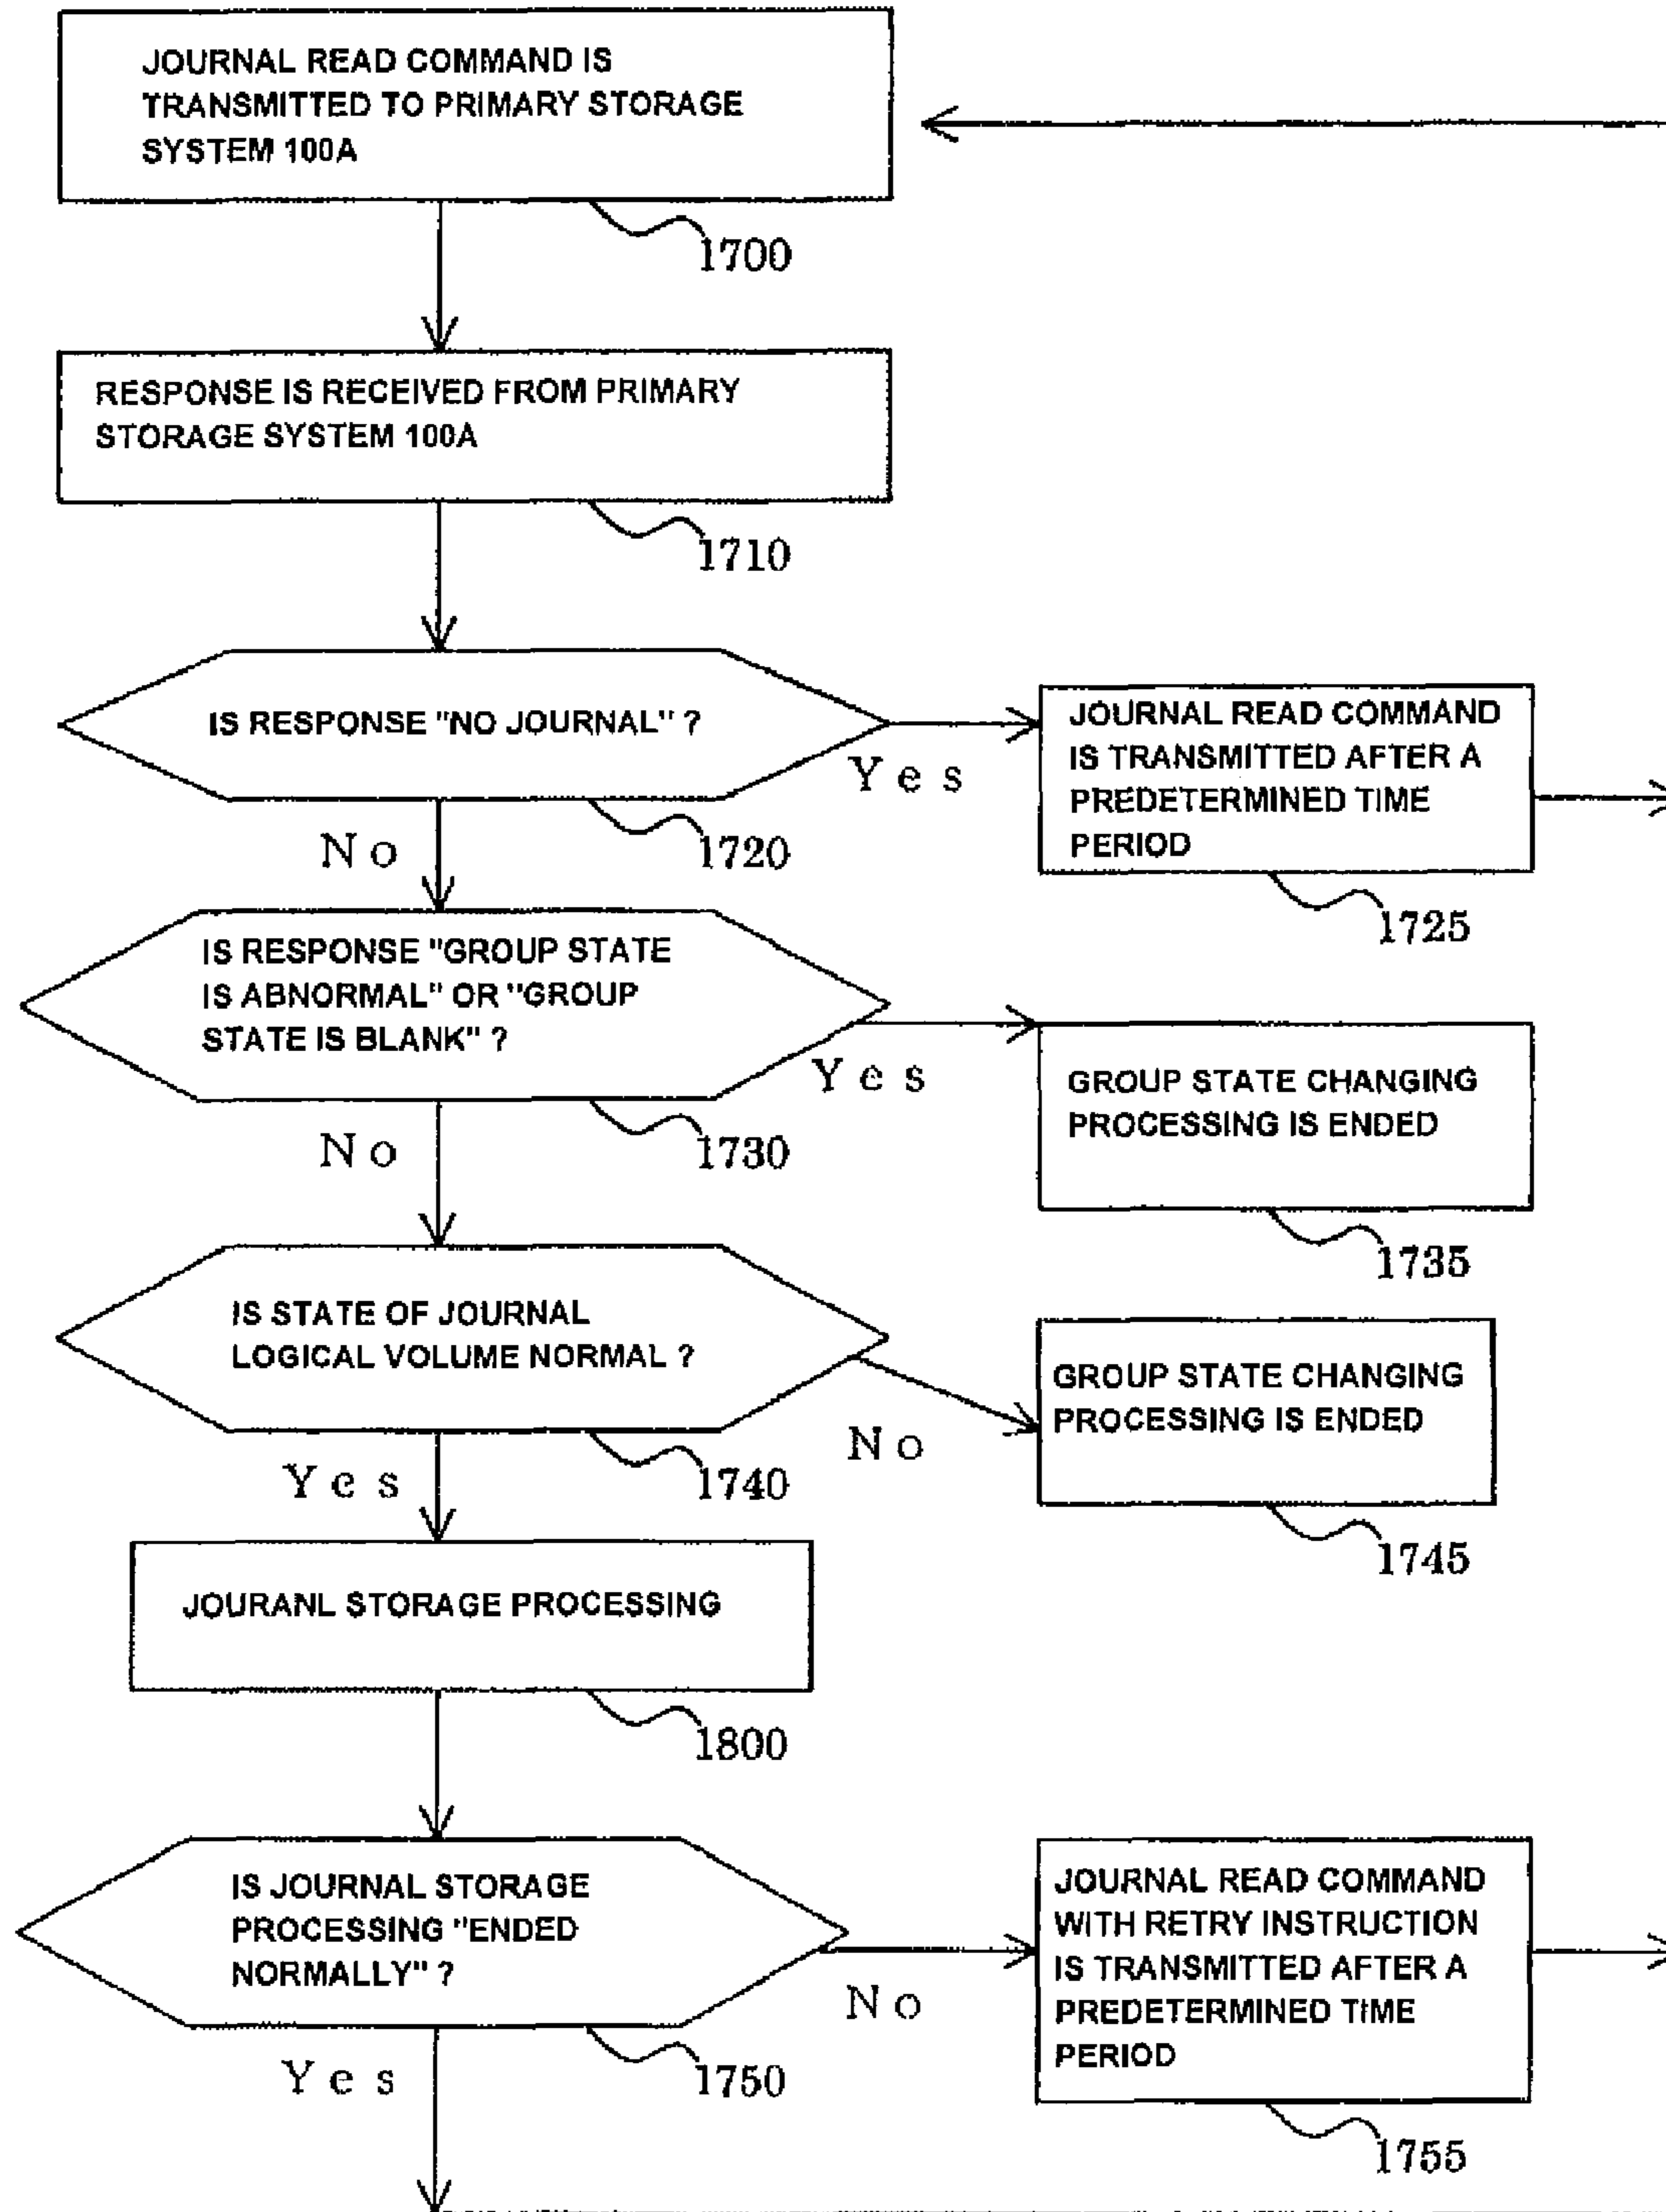 JOURNAL READ COMMAND IS
TRANSMITTED TO PRIMARY STORAGE
SYSTEM 100A
1700
RESPONSE IS RECEIVED FROM PRIMARY
STORAGE SYSTEM 100A
1710
IS RESPONSE "NO JOURNAL" ?
Yes
No
1720
JOURNAL READ COMMAND
IS TRANSMITTED AFTER A
PREDETERMINED TIME
PERIOD
1725
IS RESPONSE "GROUP STATE
IS ABNORMAL" OR "GROUP
STATE IS BLANK" ?
Yes
No
1730
GROUP STATE CHANGING
PROCESSING IS ENDED
1735
IS STATE OF JOURNAL
LOGICAL VOLUME NORMAL ?
No
Yes
1740
GROUP STATE CHANGING
PROCESSING IS ENDED
1745
JOURANL STORAGE PROCESSING
1800
IS JOURNAL STORAGE
PROCESSING "ENDED
NORMALLY" ?
No
Yes
1750
JOURNAL READ COMMAND
WITH RETRY INSTRUCTION
IS TRANSMITTED AFTER A
PREDETERMINED TIME
PERIOD
1755